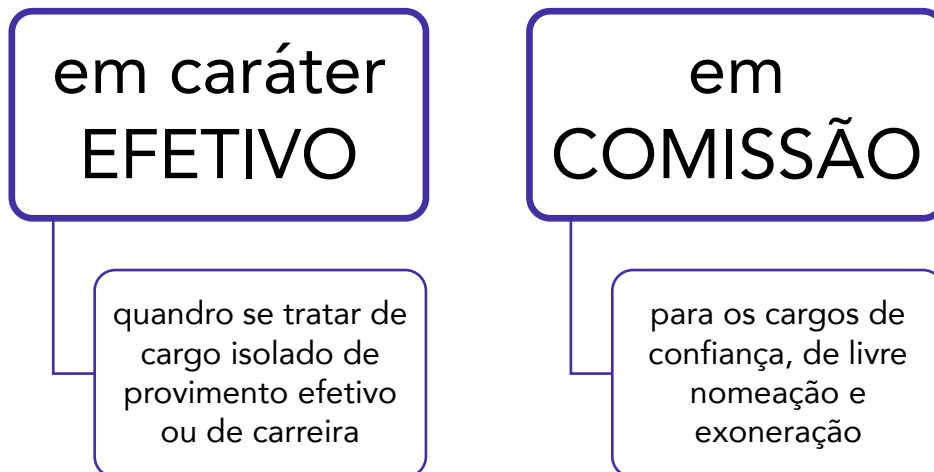 em caráter
EFETIVO
quandro se tratar de
cargo isolado de
provimento efetivo
ou de carreira
em
COMISSÃO
para os cargos de
confiança, de livre
nomeação e
exoneração